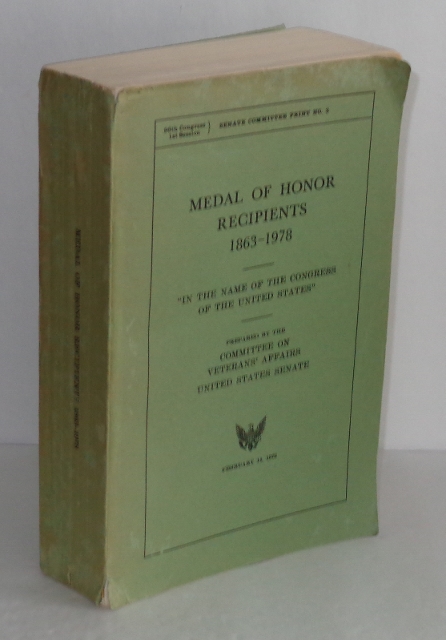 96th Congress
1st Session
SENATE COMMITTEE PRINT NO. 3
MEDAL OF HONOR
RECIPIENTS
1863-1978
"IN THE NAME OF THE CONGRESS
OF THE UNITED STATES"
PREPARED BY THE
COMMITTEE ON
VETERANS' AFFAIRS
UNITED STATES SENATE
FEBRUARY 14, 1979
MEDAL OF HONOR RECIPIENTS 1863-1978